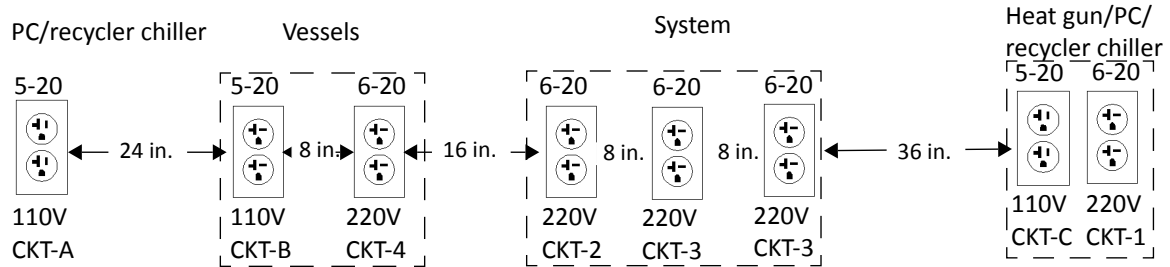 PC/recycler chiller
Vessels
System
Heat gun/PC/
recycler chiller
5-20
5-20
6-20
6-20
6-20
6-20
5-20
6-20
24 in.
8 in.
16 in.
8 in.
8 in.
36 in.
110V
110V
220V
220V
220V
220V
110V
220V
CKT-A
CKT-B
CKT-4
CKT-2
CKT-3
CKT-3
CKT-C
CKT-1